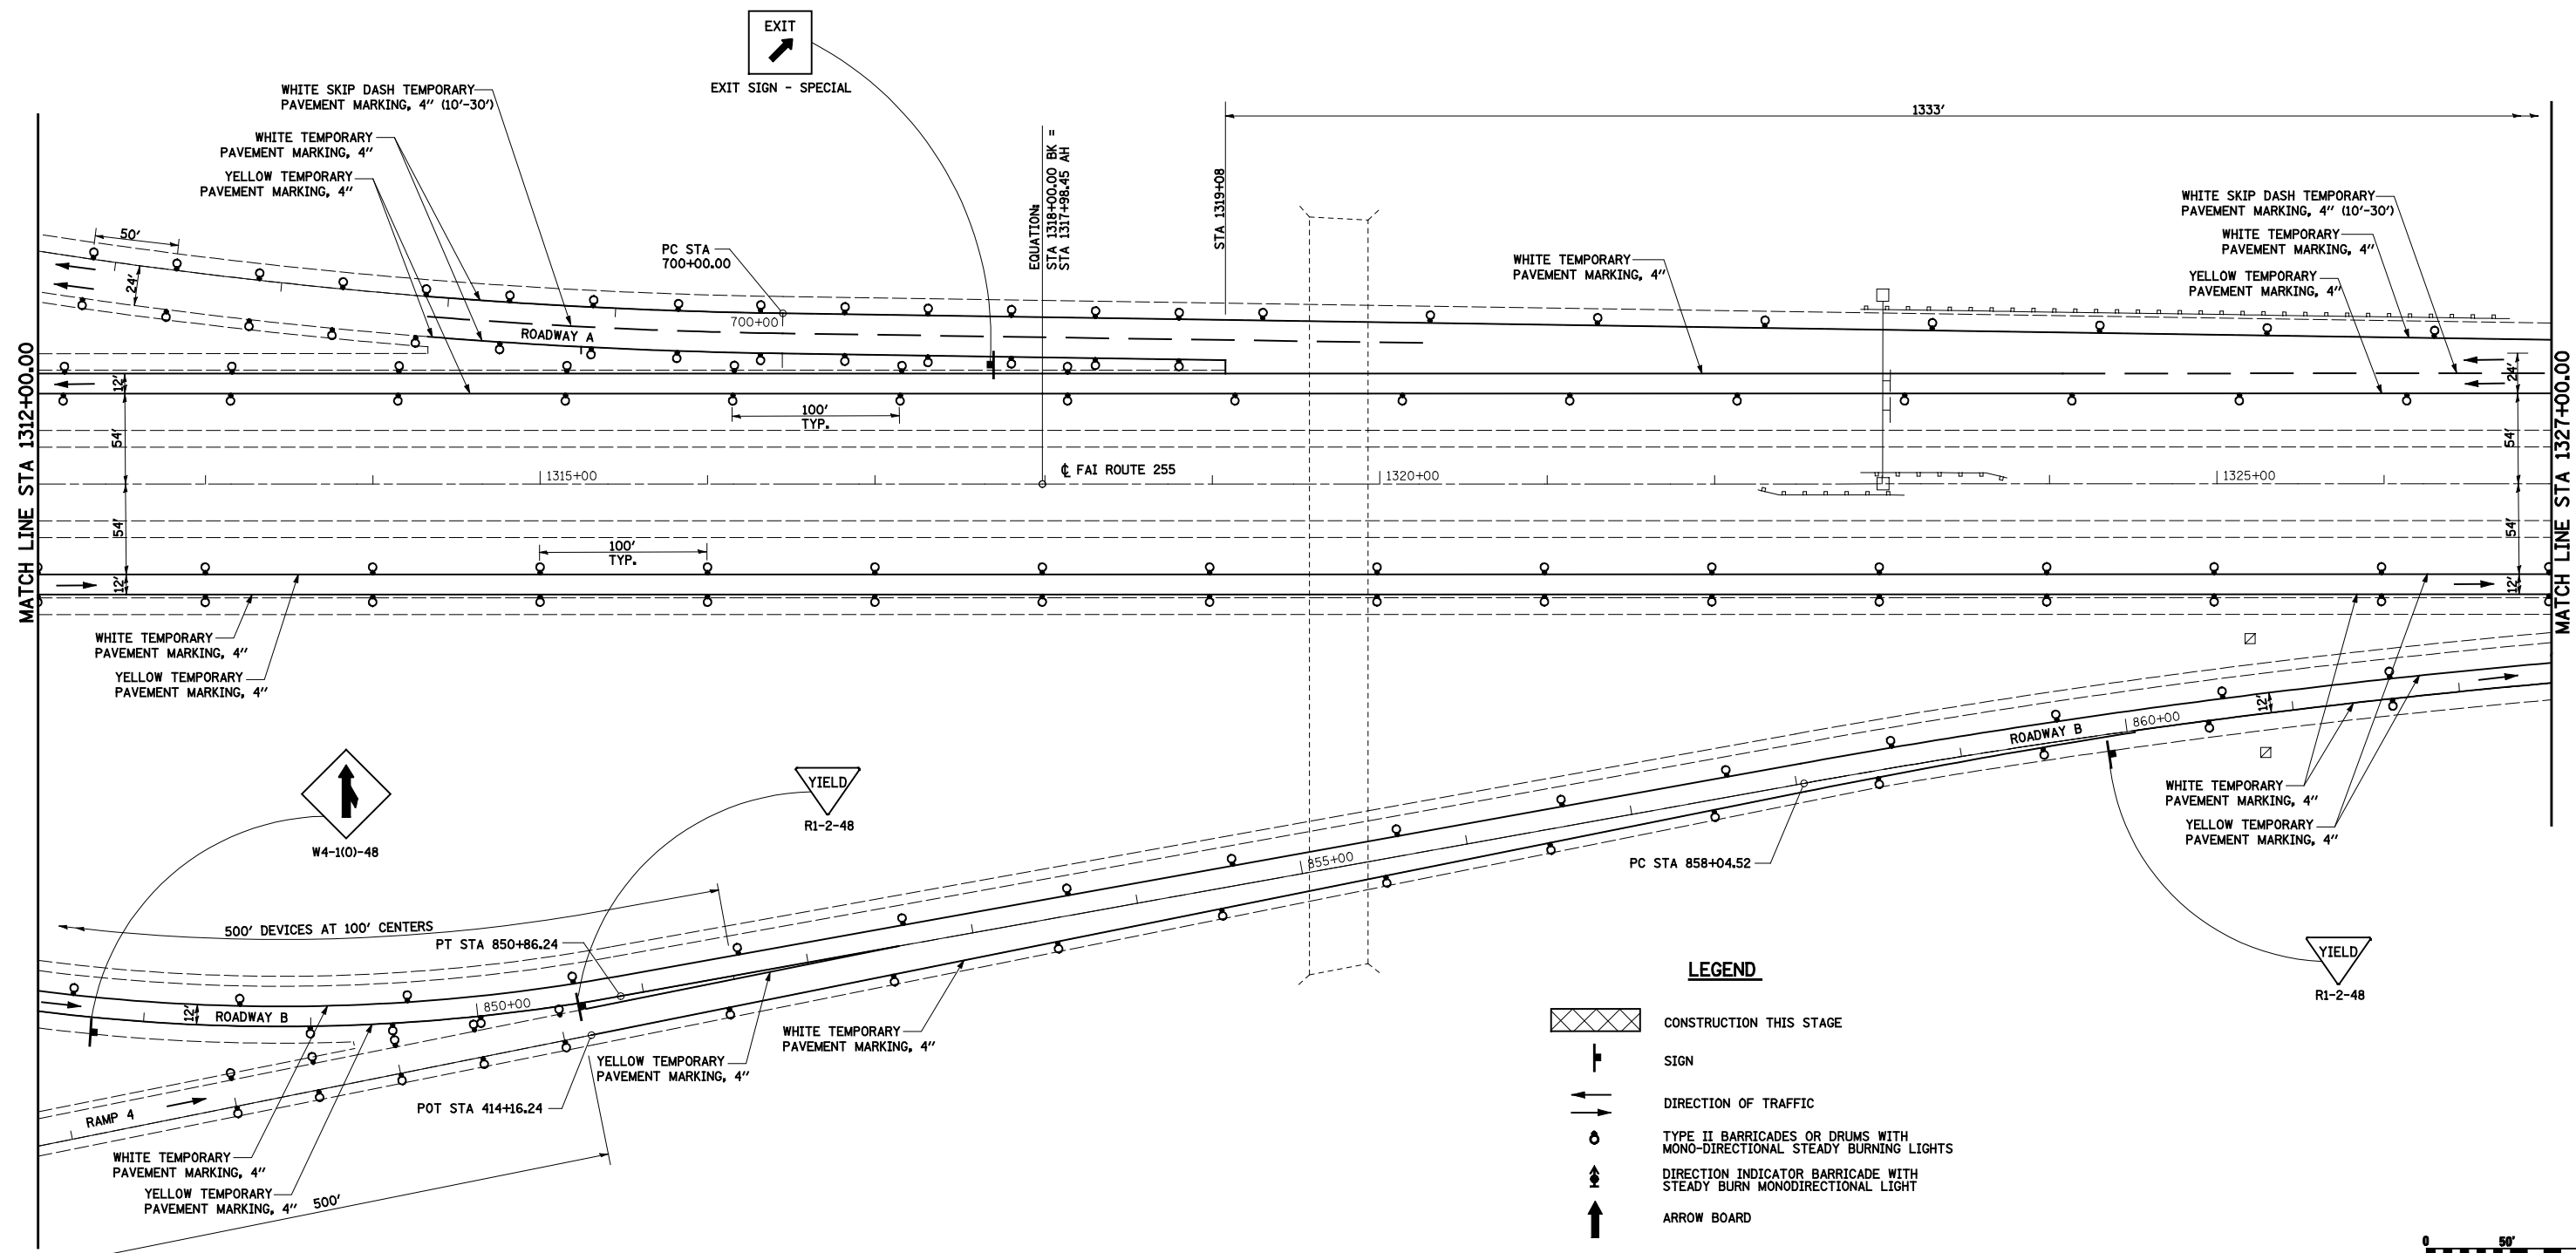 EXIT
EXIT SIGN - SPECIAL
WHITE SKIP DASH TEMPORARY
PAVEMENT MARKING, 4" (10'-30')
WHITE TEMPORARY
PAVEMENT MARKING, 4"
YELLOW TEMPORARY
PAVEMENT MARKING, 4"
50'
24'
PC STA
700+00.00
EQUATION:
STA 1318+00.00 BK "
STA 1317+98.45 AH
STA 1319+08
1333'
WHITE TEMPORARY
PAVEMENT MARKING, 4"
WHITE SKIP DASH TEMPORARY
PAVEMENT MARKING, 4" (10'-30')
WHITE TEMPORARY
PAVEMENT MARKING, 4"
YELLOW TEMPORARY
PAVEMENT MARKING, 4"
700+00
ROADWAY A
MATCH LINE STA 1312+00.00
MATCH LINE STA 1327+00.00
12'
24'
100'
TYP.
54'
54'
℄ FAI ROUTE 255
1315+00
1320+00
1325+00
54'
54'
100'
TYP.
12'
12'
WHITE TEMPORARY
PAVEMENT MARKING, 4"
YELLOW TEMPORARY
PAVEMENT MARKING, 4"
W4-1(O)-48
YIELD
R1-2-48
500' DEVICES AT 100' CENTERS
PT STA 850+86.24
850+00
12'
ROADWAY B
855+00
PC STA 858+04.52
ROADWAY B
860+00
12'
WHITE TEMPORARY
PAVEMENT MARKING, 4"
YELLOW TEMPORARY
PAVEMENT MARKING, 4"
YIELD
R1-2-48
WHITE TEMPORARY
PAVEMENT MARKING, 4"
YELLOW TEMPORARY
PAVEMENT MARKING, 4"
POT STA 414+16.24
RAMP 4
WHITE TEMPORARY
PAVEMENT MARKING, 4"
YELLOW TEMPORARY
PAVEMENT MARKING, 4"
500'
LEGEND
CONSTRUCTION THIS STAGE
SIGN
DIRECTION OF TRAFFIC
TYPE II BARRICADES OR DRUMS WITH
MONO-DIRECTIONAL STEADY BURNING LIGHTS
DIRECTION INDICATOR BARRICADE WITH
STEADY BURN MONODIRECTIONAL LIGHT
ARROW BOARD
0 50'